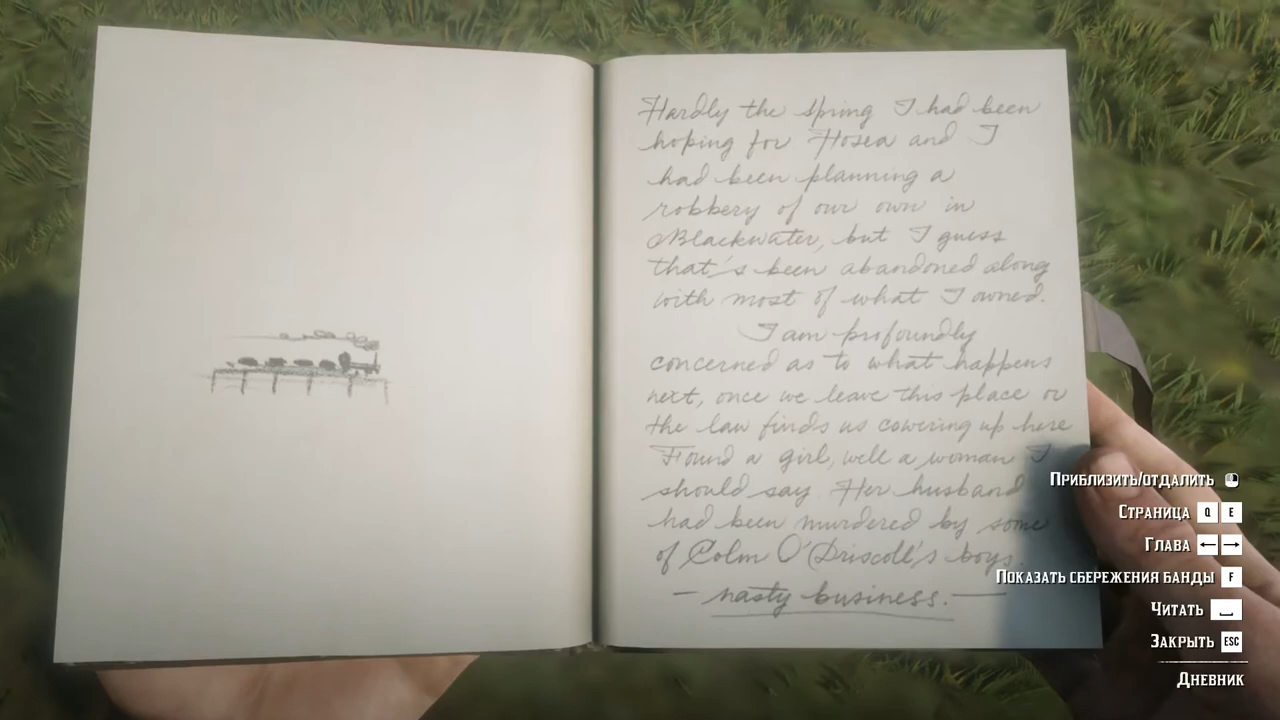 Hardly the spring I had been
hoping for Hosea and I
had been planning a
robbery of our own in
Blackwater, but I guess
that's been abandoned along
with most of what I owned.
I am profoundly
concerned as to what happens
next, once we leave this place or
the law finds us cowering up here
Found a girl, well a woman I
should say. Her husband
had been murdered by some
of Colm O'Driscoll's boys.
— nasty business. —
Приблизить/отдалить
Страница Q E
Глава ← →
Показать сбережения банды F
Читать
Закрыть ESC
Дневник